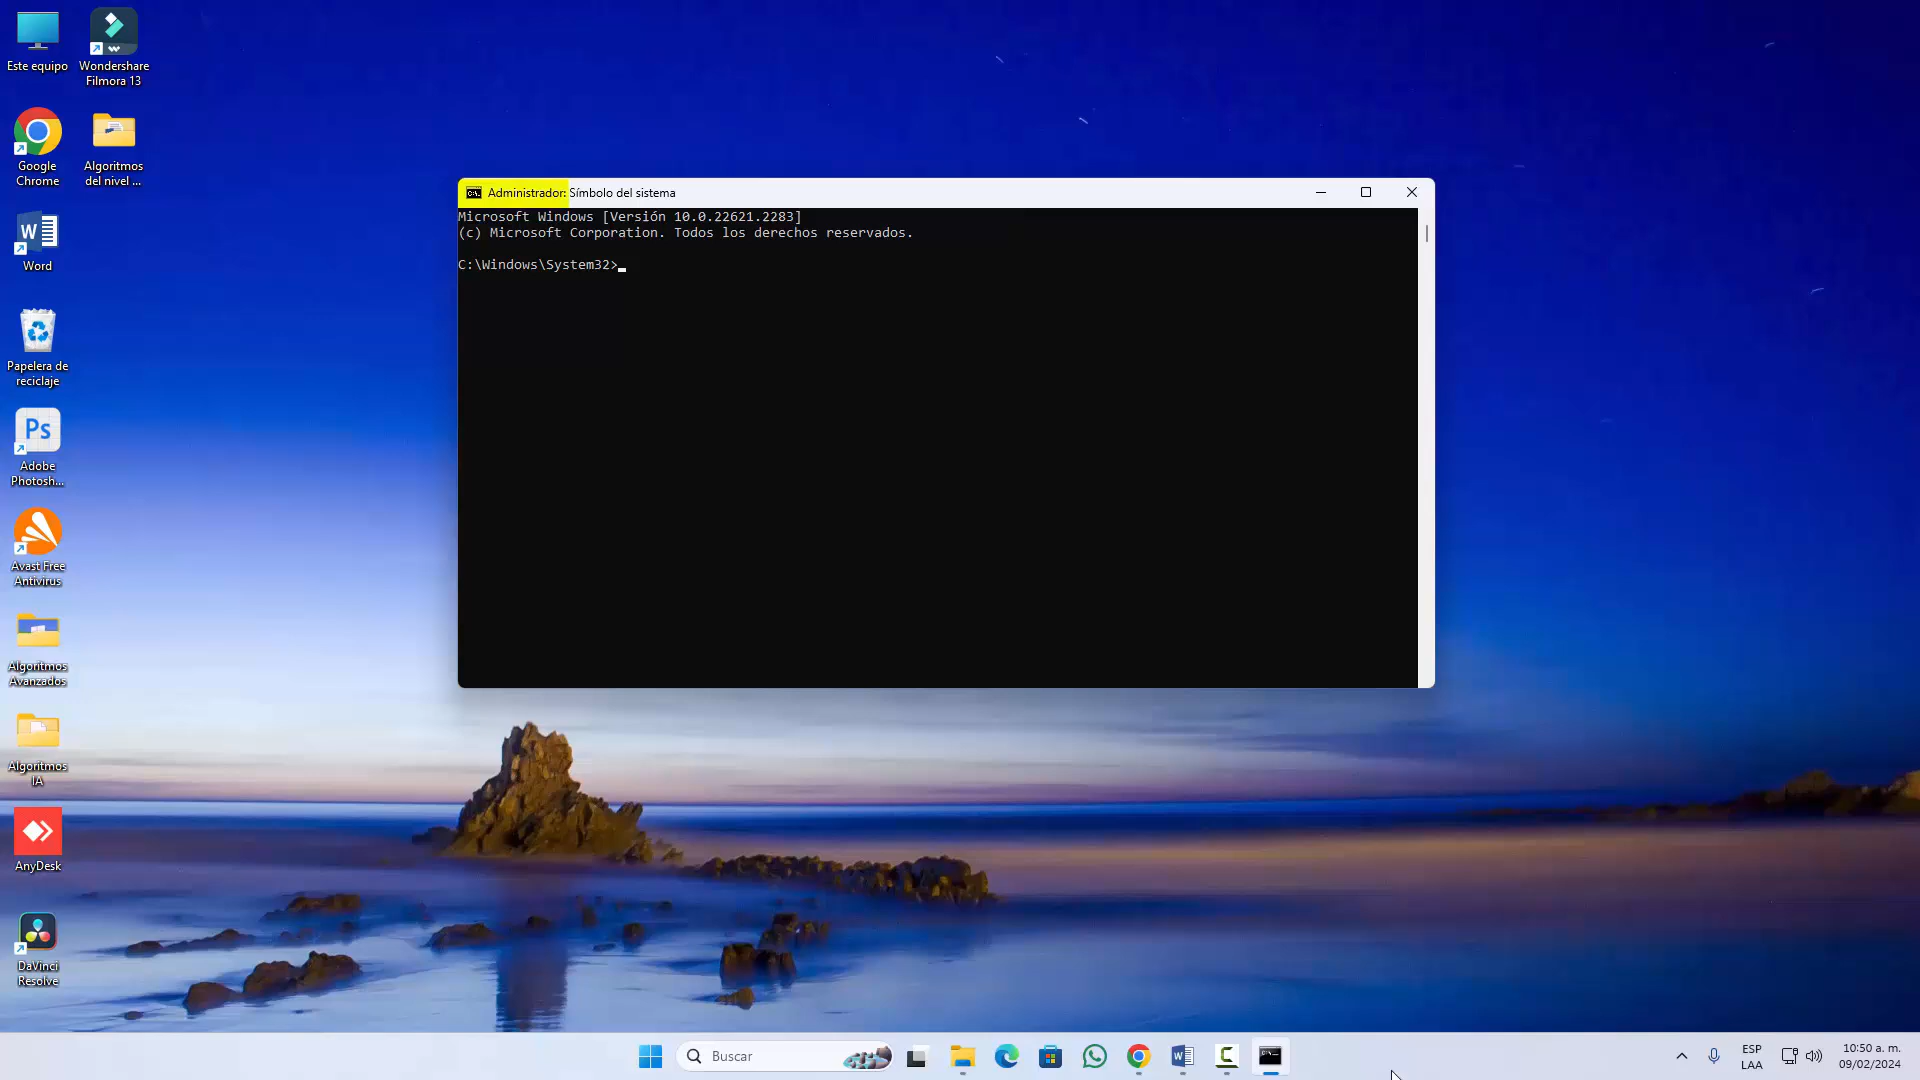 Este equipo
Wondershare
Filmora 13
Google
Chrome
Algoritmos
del nivel ...
Word
Papelera de
reciclaje
Ps
Adobe
Photosh...
Avast Free
Antivirus
Algoritmos
Avanzados
Algoritmos
IA
AnyDesk
DaVinci
Resolve
Administrador: Símbolo del sistema
Microsoft Windows [Versión 10.0.22621.2283]
(c) Microsoft Corporation. Todos los derechos reservados.
C:\Windows\System32>
Buscar
ESP
LAA
10:50 a. m.
09/02/2024